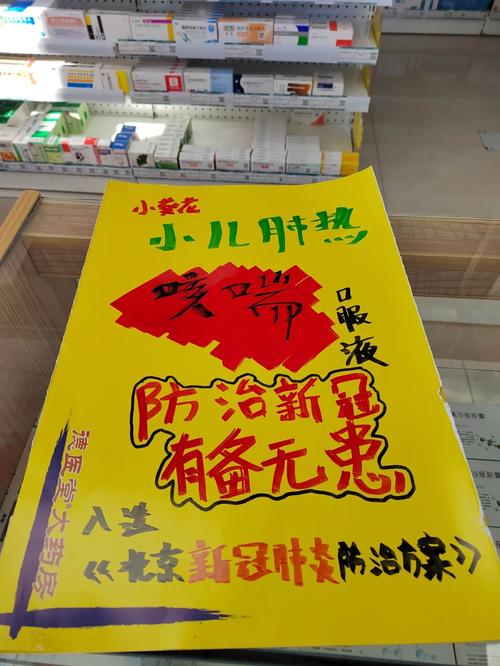 小葵花
小儿肺热
咳喘
口服液
防治新冠
有备无患
入选
《北京新冠肺炎防治方案》
德医堂大药房